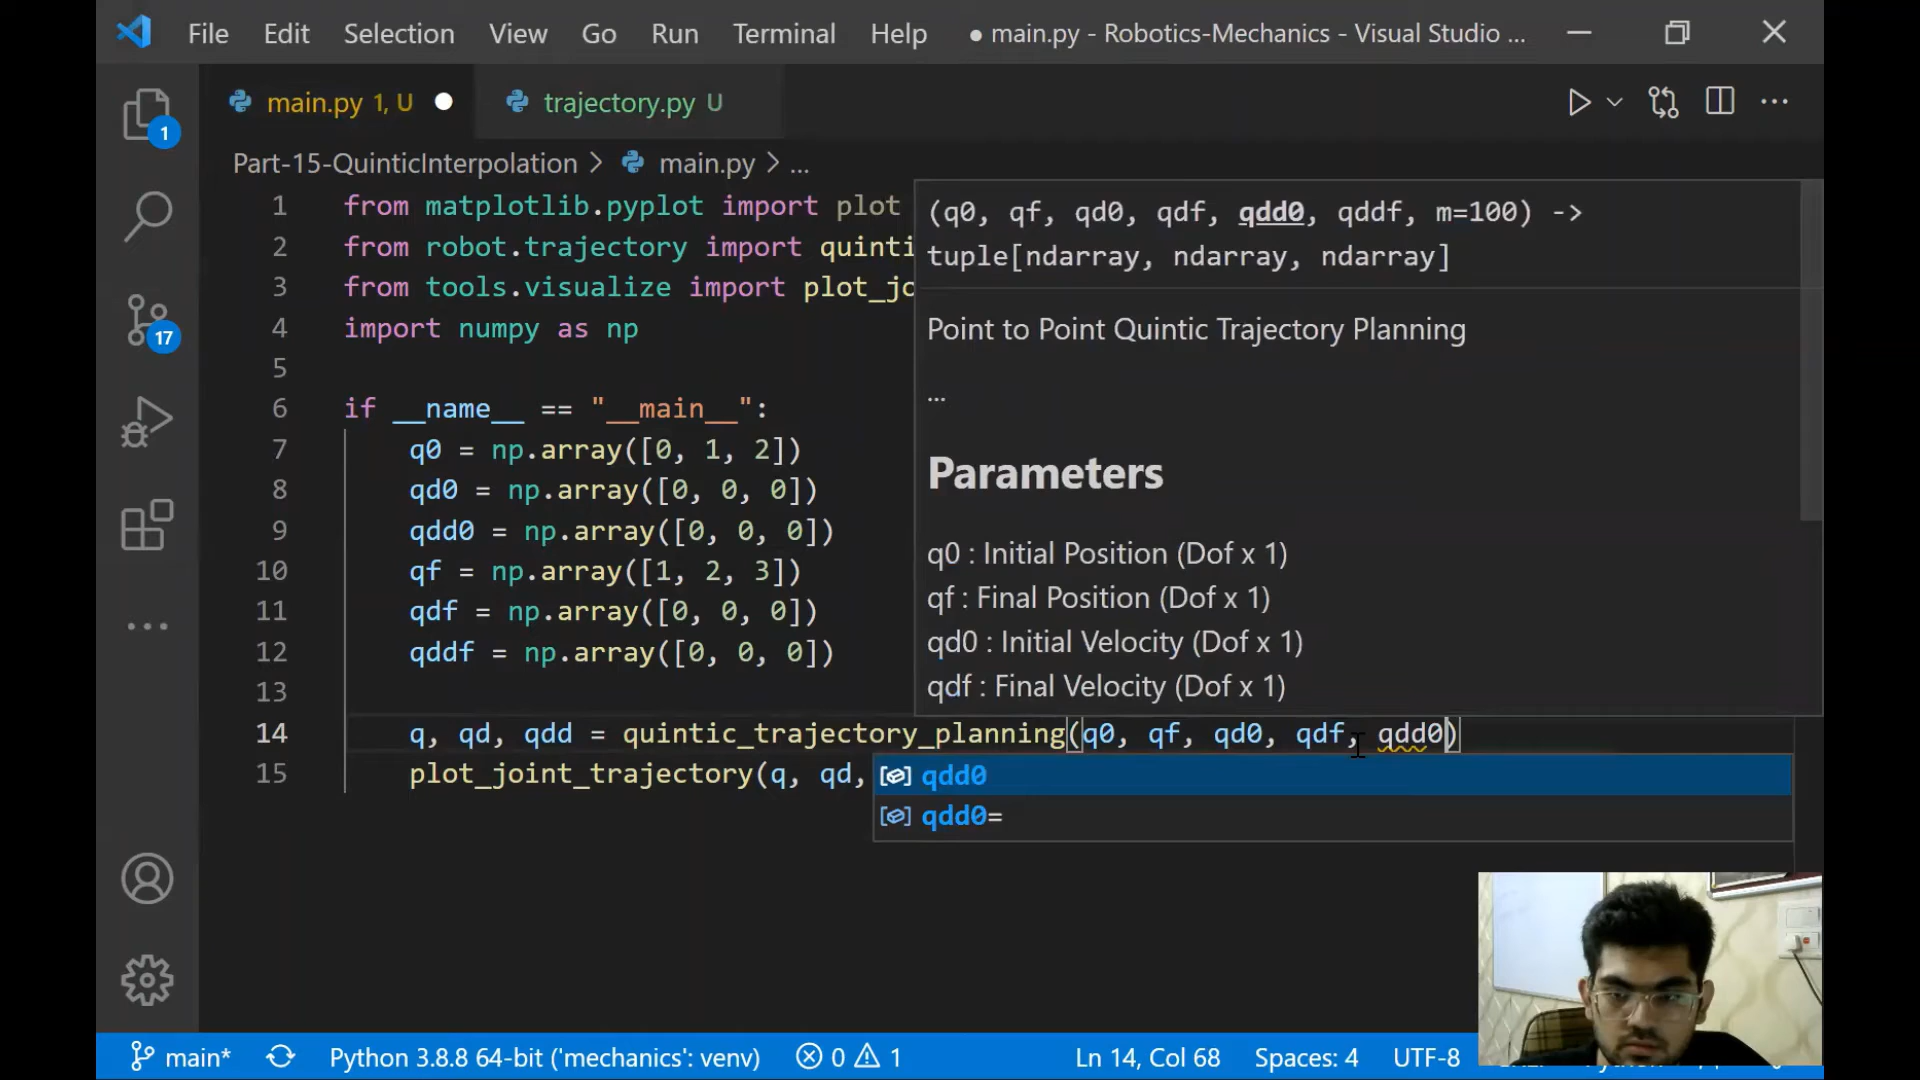 File Edit Selection View Go Run Terminal Help ● main.py - Robotics-Mechanics - Visual Studio ...
main.py 1, U trajectory.py U
Part-15-QuinticInterpolation > main.py > ...
1 from matplotlib.pyplot import plot
2 from robot.trajectory import quinti
3 from tools.visualize import plot_jo
4 import numpy as np
5
6 if __name__ == "__main__":
7 q0 = np.array([0, 1, 2])
8 qd0 = np.array([0, 0, 0])
9 qdd0 = np.array([0, 0, 0])
10 qf = np.array([1, 2, 3])
11 qdf = np.array([0, 0, 0])
12 qddf = np.array([0, 0, 0])
13
14 q, qd, qdd = quintic_trajectory_planning(q0, qf, qd0, qdf, qdd0)
15 plot_joint_trajectory(q, qd,
(q0, qf, qd0, qdf, qdd0, qddf, m=100) ->
tuple[ndarray, ndarray, ndarray]
Point to Point Quintic Trajectory Planning
...
Parameters
q0 : Initial Position (Dof x 1)
qf : Final Position (Dof x 1)
qd0 : Initial Velocity (Dof x 1)
qdf : Final Velocity (Dof x 1)
qdd0
qdd0=
1
17
main* Python 3.8.8 64-bit ('mechanics': venv) 0 1 Ln 14, Col 68 Spaces: 4 UTF-8